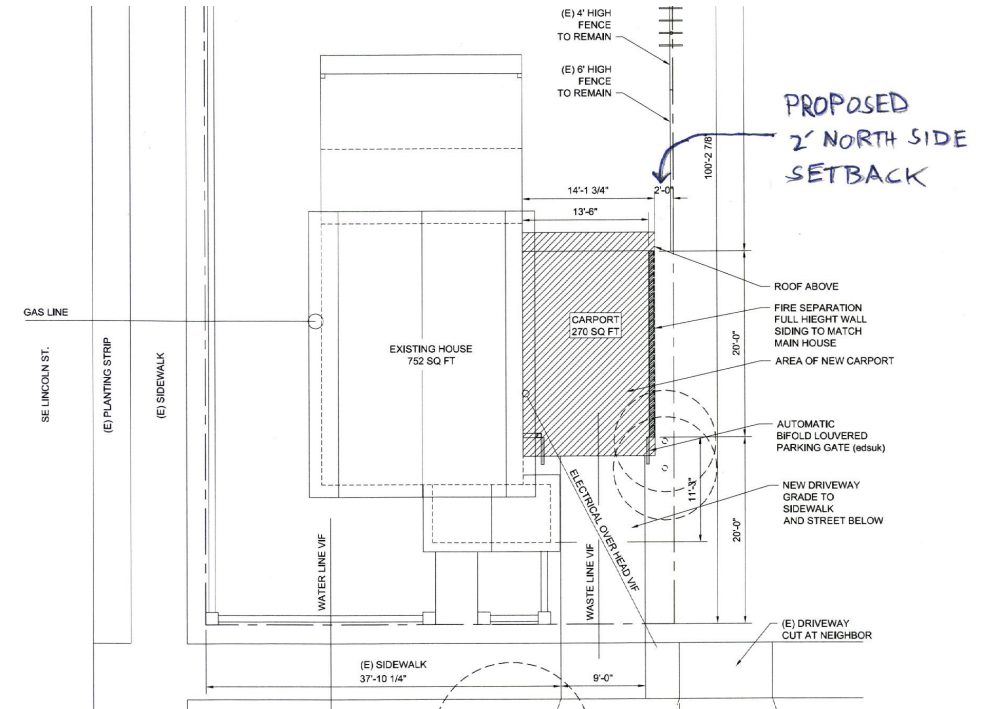 (E) 4' HIGH
FENCE
TO REMAIN
(E) 6' HIGH
FENCE
TO REMAIN
PROPOSED
2' NORTH SIDE
SETBACK
100'-2 7/8"
14'-1 3/4"
2'-0"
13'-6"
ROOF ABOVE
FIRE SEPARATION
FULL HIEGHT WALL
SIDING TO MATCH
MAIN HOUSE
20'-0"
AREA OF NEW CARPORT
GAS LINE
CARPORT
270 SQ FT
EXISTING HOUSE
752 SQ FT
SE LINCOLN ST.
(E) PLANTING STRIP
(E) SIDEWALK
AUTOMATIC
BIFOLD LOUVERED
PARKING GATE (edsuk)
NEW DRIVEWAY
GRADE TO
SIDEWALK
AND STREET BELOW
11'-3"
20'-0"
ELECTRICAL OVER HEAD VIF
WATER LINE VIF
WASTE LINE VIF
(E) DRIVEWAY
CUT AT NEIGHBOR
(E) SIDEWALK
37'-10 1/4"
9'-0"